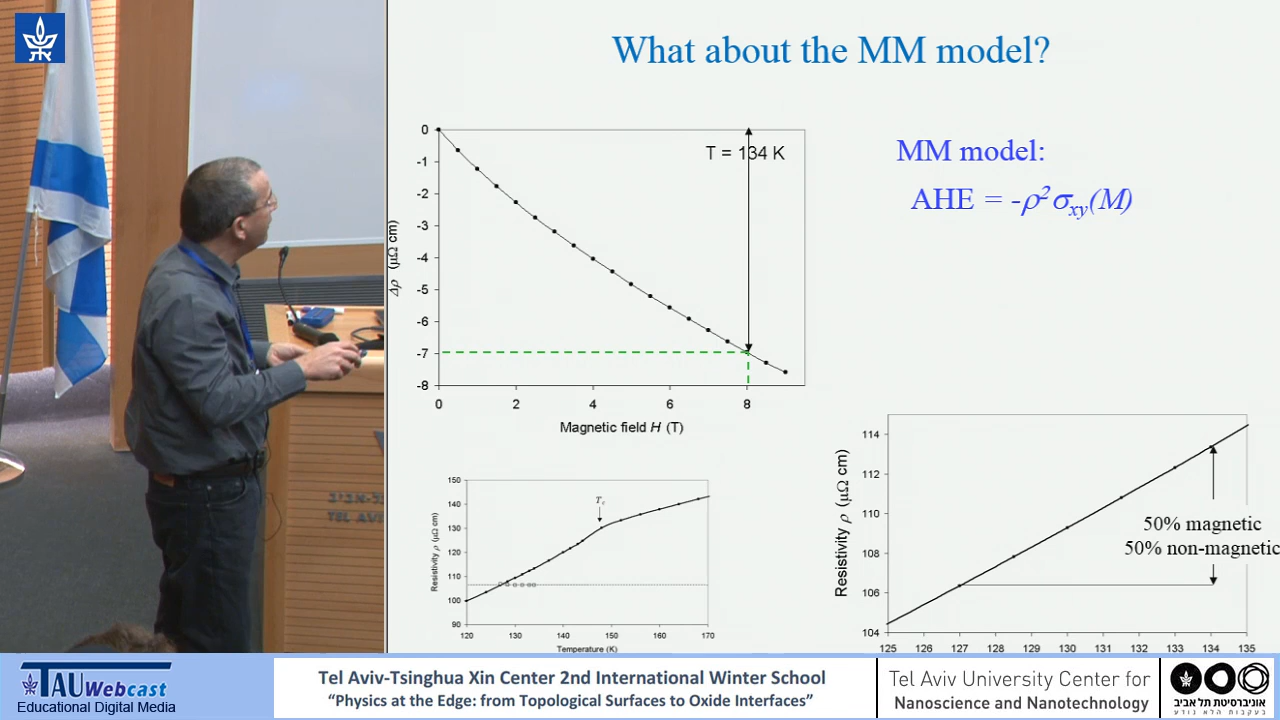 What about the MM model?
MM model:
AHE = -ρ²σxy(M)
T = 134 K
0
-1
-2
-3
-4
-5
-6
-7
-8
Δρ (μΩ cm)
0 2 4 6 8
Magnetic field H (T)
150
140
130
120
110
100
90
Resistivity ρ (μΩ cm)
Tc
120 130 140 150 160 170
Temperature (K)
114
112
110
108
106
104
Resistivity ρ (μΩ cm)
50% magnetic
50% non-magnetic
125 126 127 128 129 130 131 132 133 134 135
TEL AVIV
TAU Webcast
Educational Digital Media
Tel Aviv-Tsinghua Xin Center 2nd International Winter School
“Physics at the Edge: from Topological Surfaces to Oxide Interfaces”
Tel Aviv University Center for
Nanoscience and Nanotechnology
אוניברסיטת תל אביב